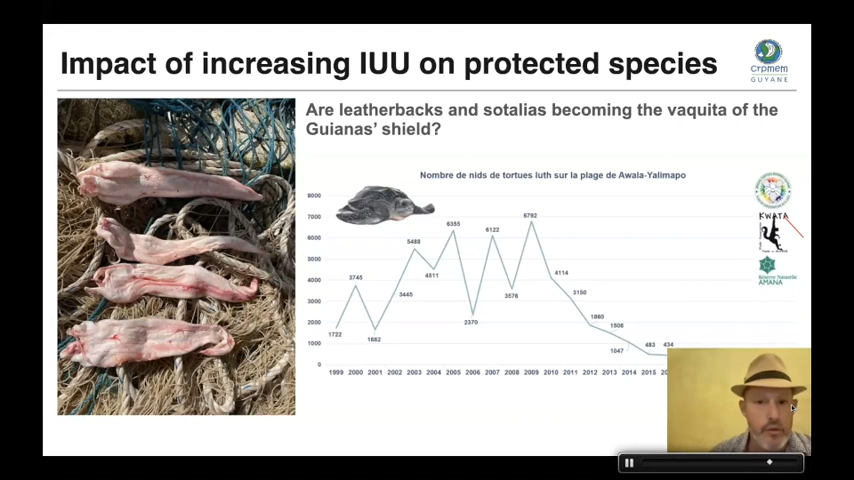 Impact of increasing IUU on protected species
crpmem
GUYANE
Are leatherbacks and sotalias becoming the vaquita of the
Guianas' shield?
Nombre de nids de tortues luth sur la plage de Awala-Yalimapo
8000
7000
6000
5000
4000
3000
2000
1000
0
1722
3745
1662
3445
5488
4511
6355
2370
6122
3576
6792
4114
3150
1860
1506
1047
483
434
1999 2000 2001 2002 2003 2004 2005 2006 2007 2008 2009 2010 2011 2012 2013 2014 2015
KWATA
Réserve Naturelle
AMANA